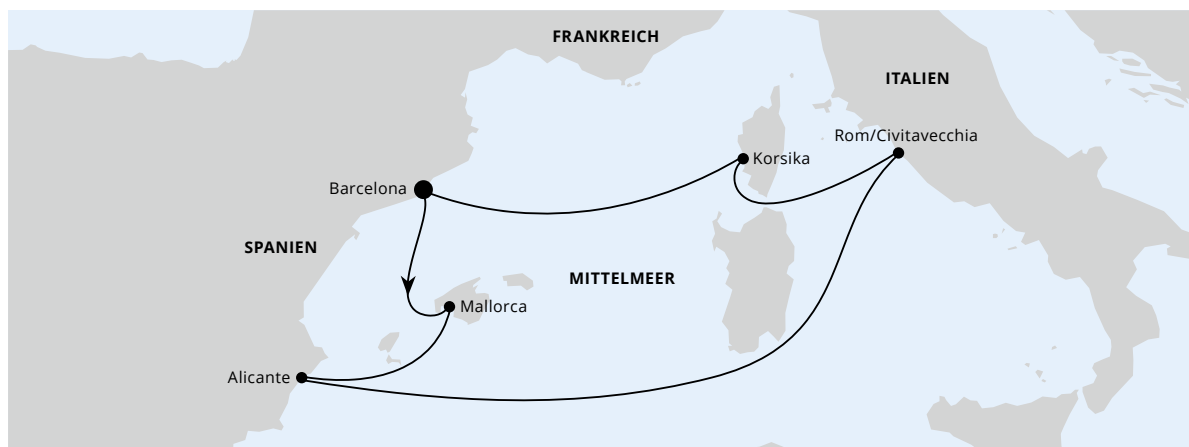 FRANKREICH
ITALIEN
Rom/Civitavecchia
Korsika
Barcelona
SPANIEN
MITTELMEER
Mallorca
Alicante